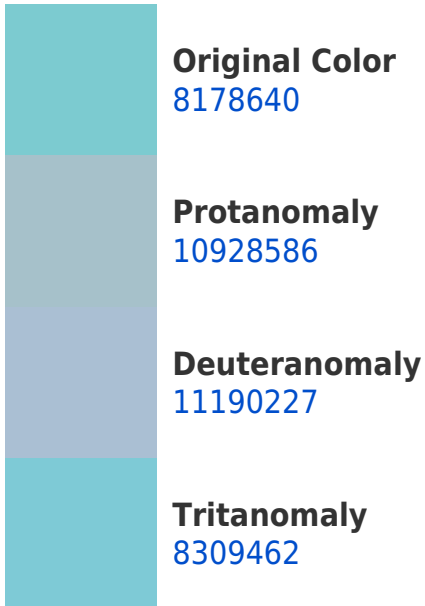 Original Color
8178640
Protanomaly
10928586
Deuteranomaly
11190227
Tritanomaly
8309462